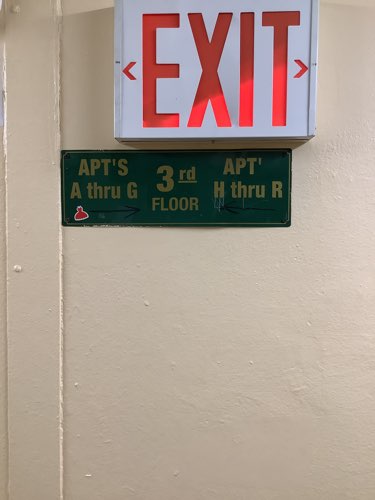 EXIT
APT'S
A thru G
3rd
FLOOR
APT'
H thru R